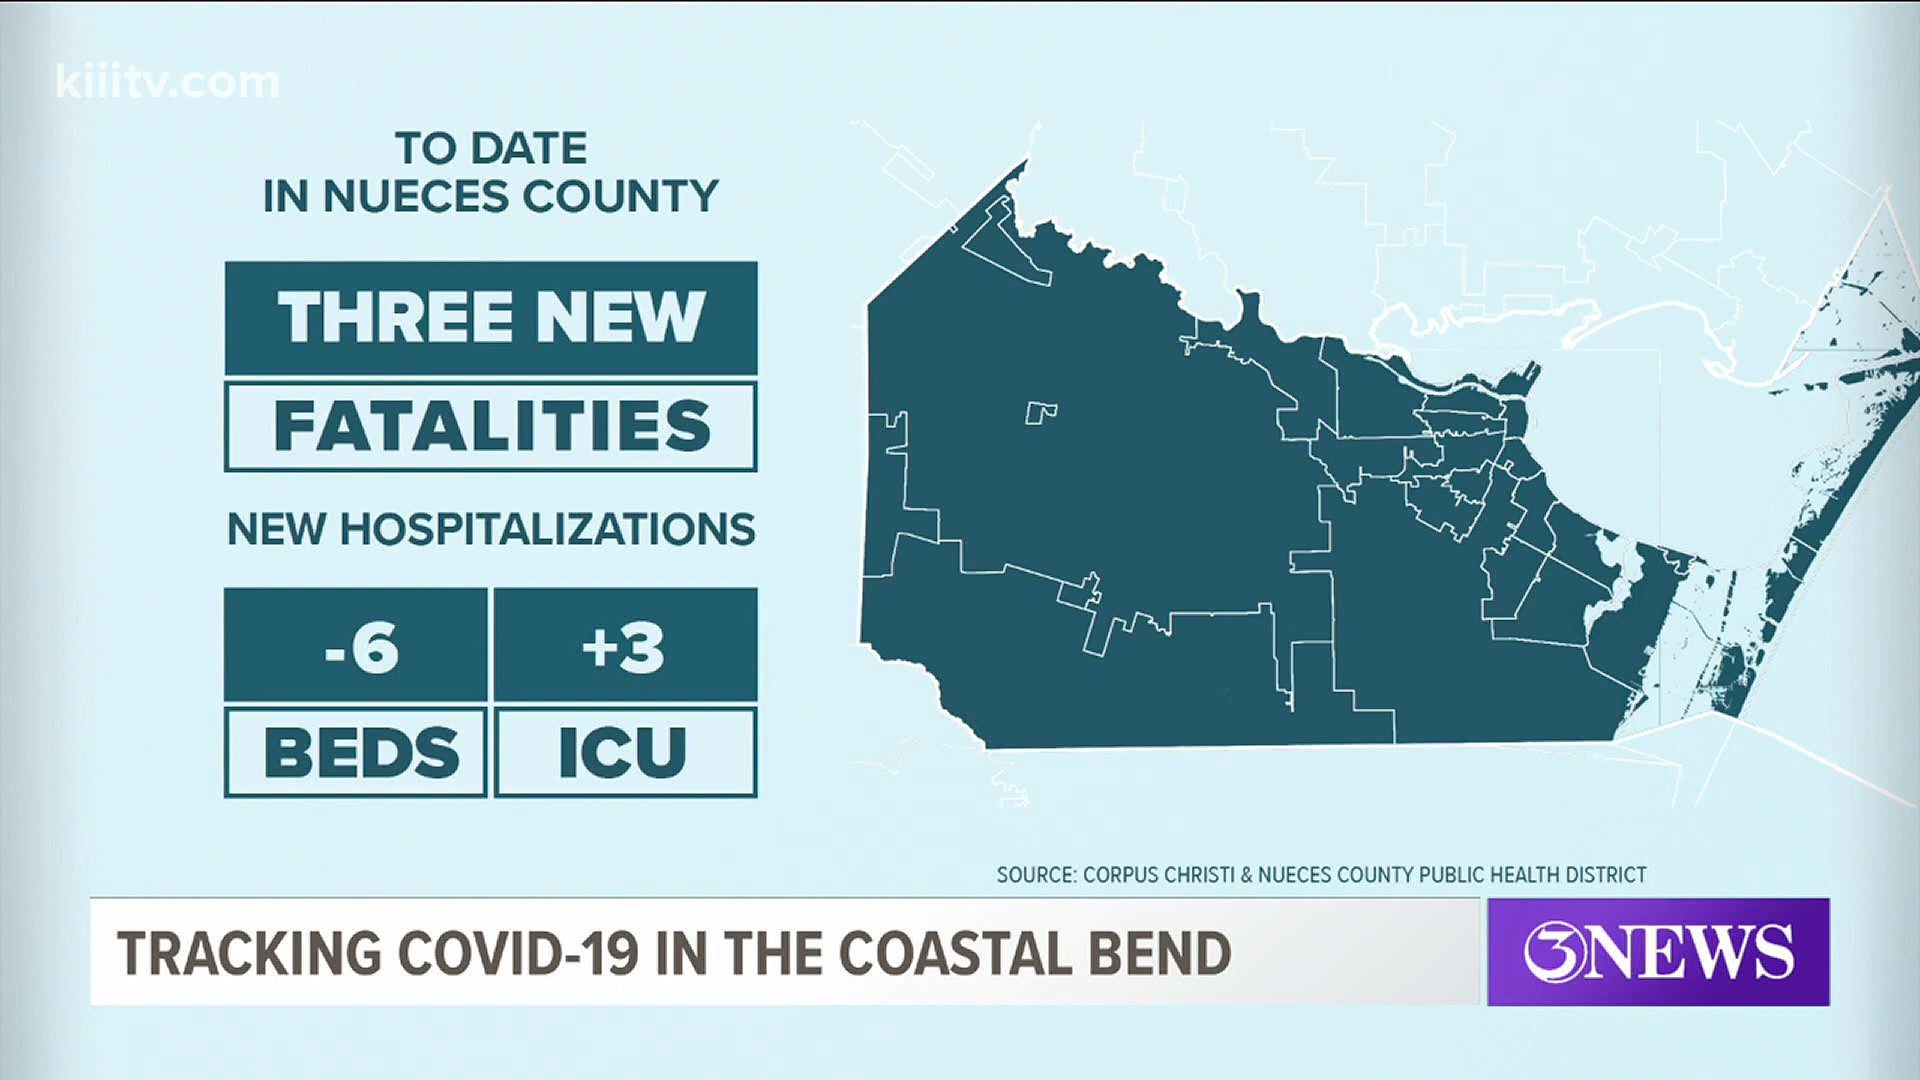 kiiitv.com
TO DATE
IN NUECES COUNTY
THREE NEW
FATALITIES
NEW HOSPITALIZATIONS
-6 +3
BEDS ICU
SOURCE: CORPUS CHRISTI & NUECES COUNTY PUBLIC HEALTH DISTRICT
TRACKING COVID-19 IN THE COASTAL BEND
3NEWS